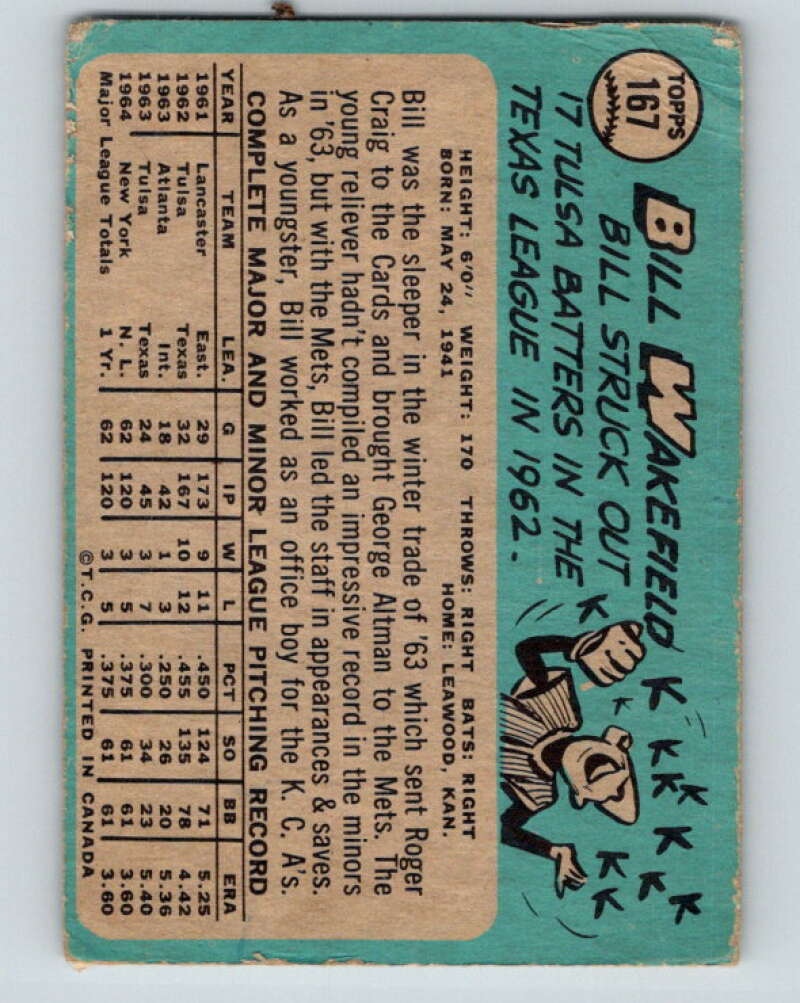 TOPPS
167
BILL WAKEFIELD
BILL STRUCK OUT
17 TULSA BATTERS IN THE
TEXAS LEAGUE IN 1962.
K K K K K K K K K K K
HEIGHT: 6'0" WEIGHT: 170 THROWS: RIGHT BATS: RIGHT
BORN: MAY 24, 1941 HOME: LEAWOOD, KAN.
Bill was the sleeper in the winter trade of '63 which sent Roger
Craig to the Cards and brought George Altman to the Mets. The
young reliever hadn't compiled an impressive record in the minors
in '63, but with the Mets, Bill led the staff in appearances & saves.
As a youngster, Bill worked as an office boy for the K. C. A's.
COMPLETE MAJOR AND MINOR LEAGUE PITCHING RECORD
YEAR TEAM LEA. G IP W L PCT SO BB ERA
1961 Lancaster East. 29 173 9 11 .450 124 71 5.25
1962 Tulsa Texas 32 167 10 12 .455 135 78 4.42
1963 Atlanta Int. 18 42 1 3 .250 26 20 5.36
1963 Tulsa Texas 24 45 3 7 .300 34 23 5.40
1964 New York N. L. 62 120 3 5 .375 61 61 3.60
Major League Totals 1 Yr. 62 120 3 5 .375 61 61 3.60
©T.C.G. PRINTED IN CANADA